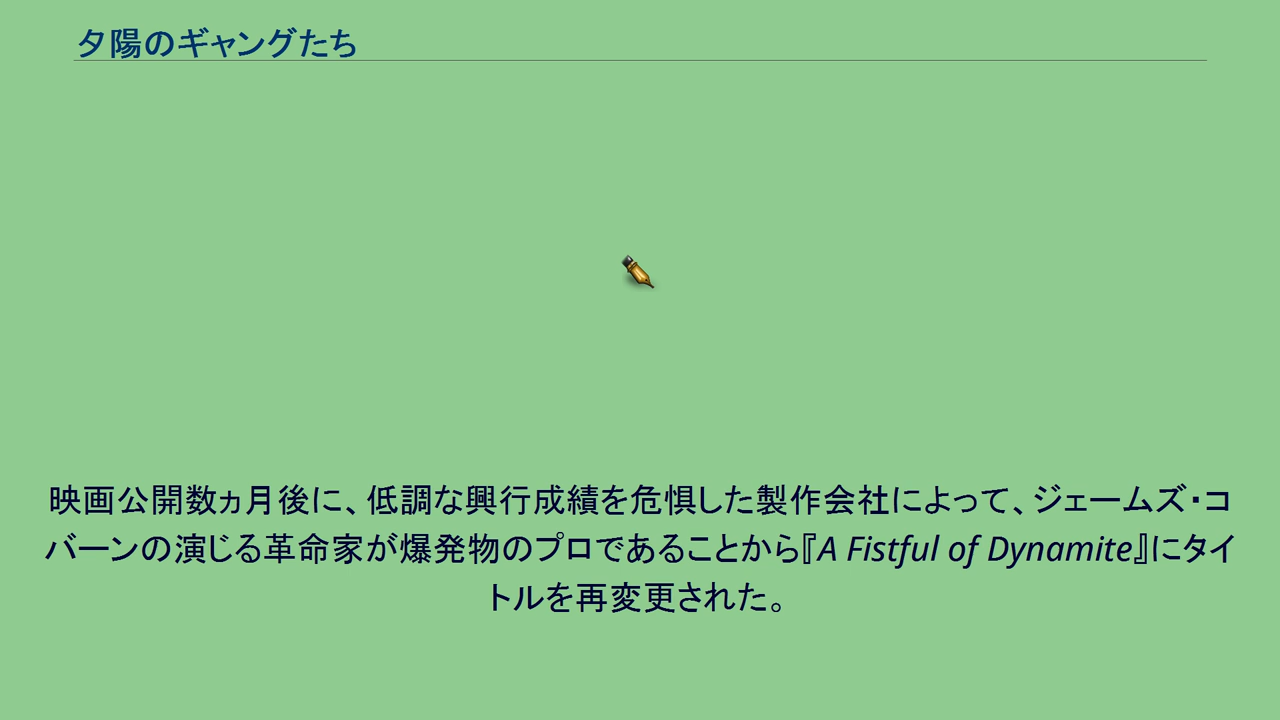 夕陽のギャングたち
映画公開数ヵ月後に、低調な興行成績を危惧した製作会社によって、ジェームズ・コ
バーンの演じる革命家が爆発物のプロであることから『A Fistful of Dynamite』にタイ
トルを再変更された。